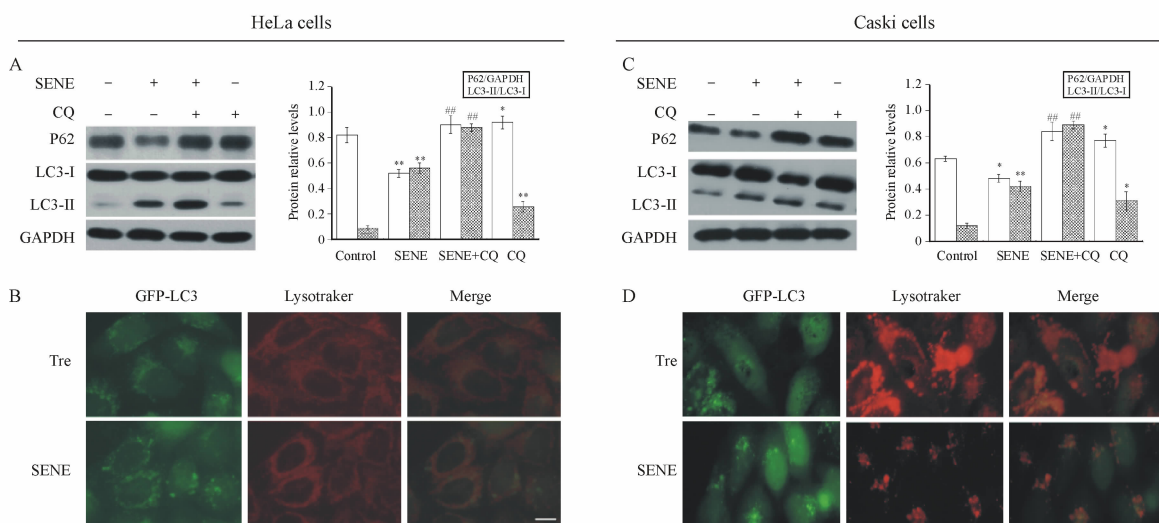 HeLa cells
Caski cells
A
SENE – + + –
CQ – – + +
P62
LC3-I
LC3-II
GAPDH
P62/GAPDH
LC3-II/LC3-I
Protein relative levels
1.2
1.0
0.8
0.6
0.4
0.2
0
** ** ## ## * **
Control SENE SENE+CQ CQ
C
SENE – + + –
CQ – – + +
P62
LC3-I
LC3-II
GAPDH
P62/GAPDH
LC3-II/LC3-I
Protein relative levels
1.2
1.0
0.8
0.6
0.4
0.2
0
* ** ## ## * *
Control SENE SENE+CQ CQ
B
GFP-LC3 Lysotraker Merge
Tre
SENE
D
GFP-LC3 Lysotraker Merge
Tre
SENE